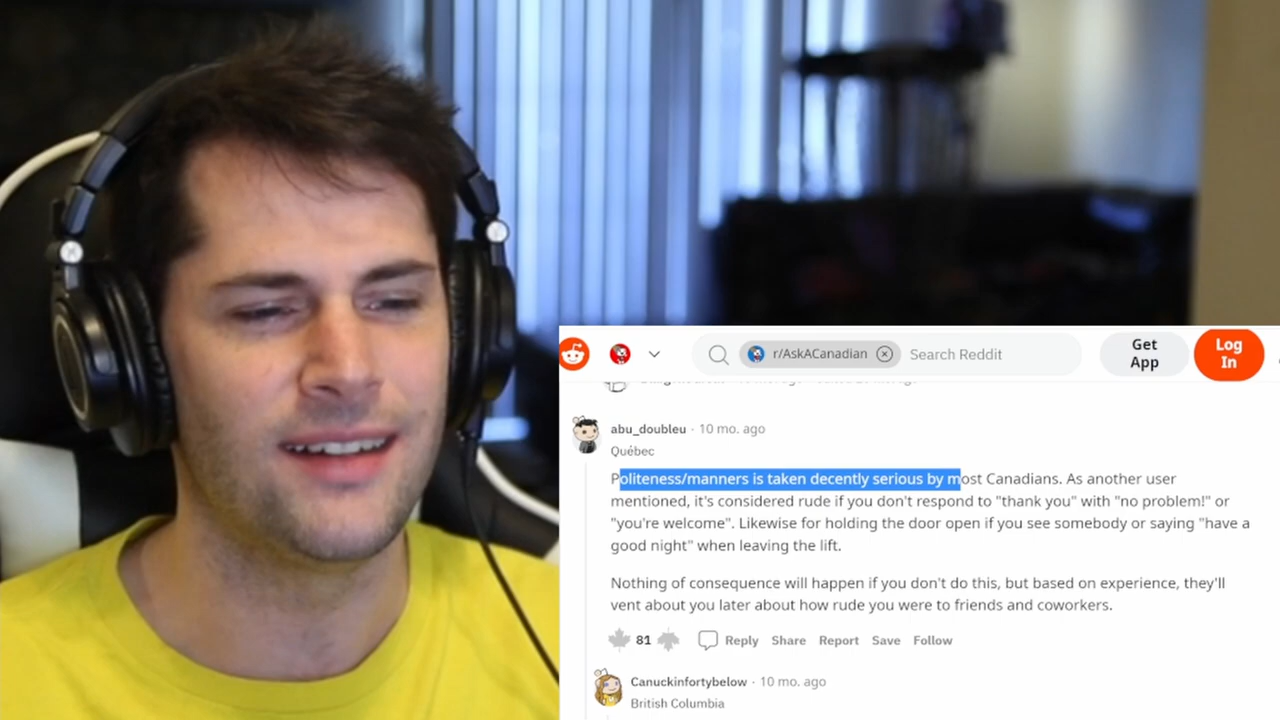 r/AskACanadian
Search Reddit
Get App
Log In
abu_doubleu · 10 mo. ago
Québec
Politeness/manners is taken decently serious by most Canadians. As another user
mentioned, it's considered rude if you don't respond to "thank you" with "no problem!" or
"you're welcome". Likewise for holding the door open if you see somebody or saying "have a
good night" when leaving the lift.
Nothing of consequence will happen if you don't do this, but based on experience, they'll
vent about you later about how rude you were to friends and coworkers.
81 Reply Share Report Save Follow
Canuckinfortybelow · 10 mo. ago
British Columbia